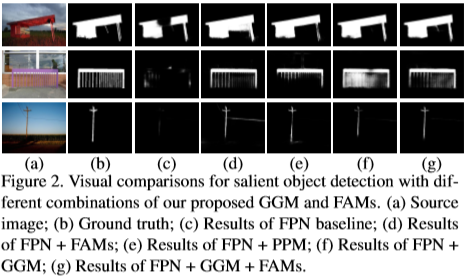 (a) (b) (c) (d) (e) (f) (g)
Figure 2. Visual comparisons for salient object detection with dif-
ferent combinations of our proposed GGM and FAMs. (a) Source
image; (b) Ground truth; (c) Results of FPN baseline; (d) Results
of FPN + FAMs; (e) Results of FPN + PPM; (f) Results of FPN +
GGM; (g) Results of FPN + GGM + FAMs.